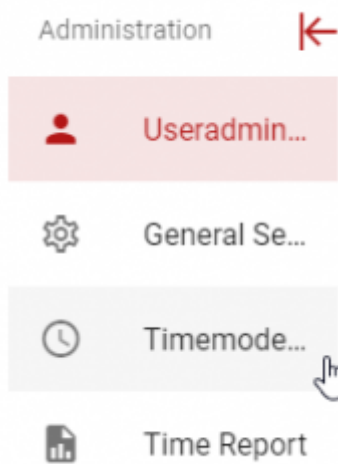 Administration
Useradmin...
General Se...
Timemode...
Time Report